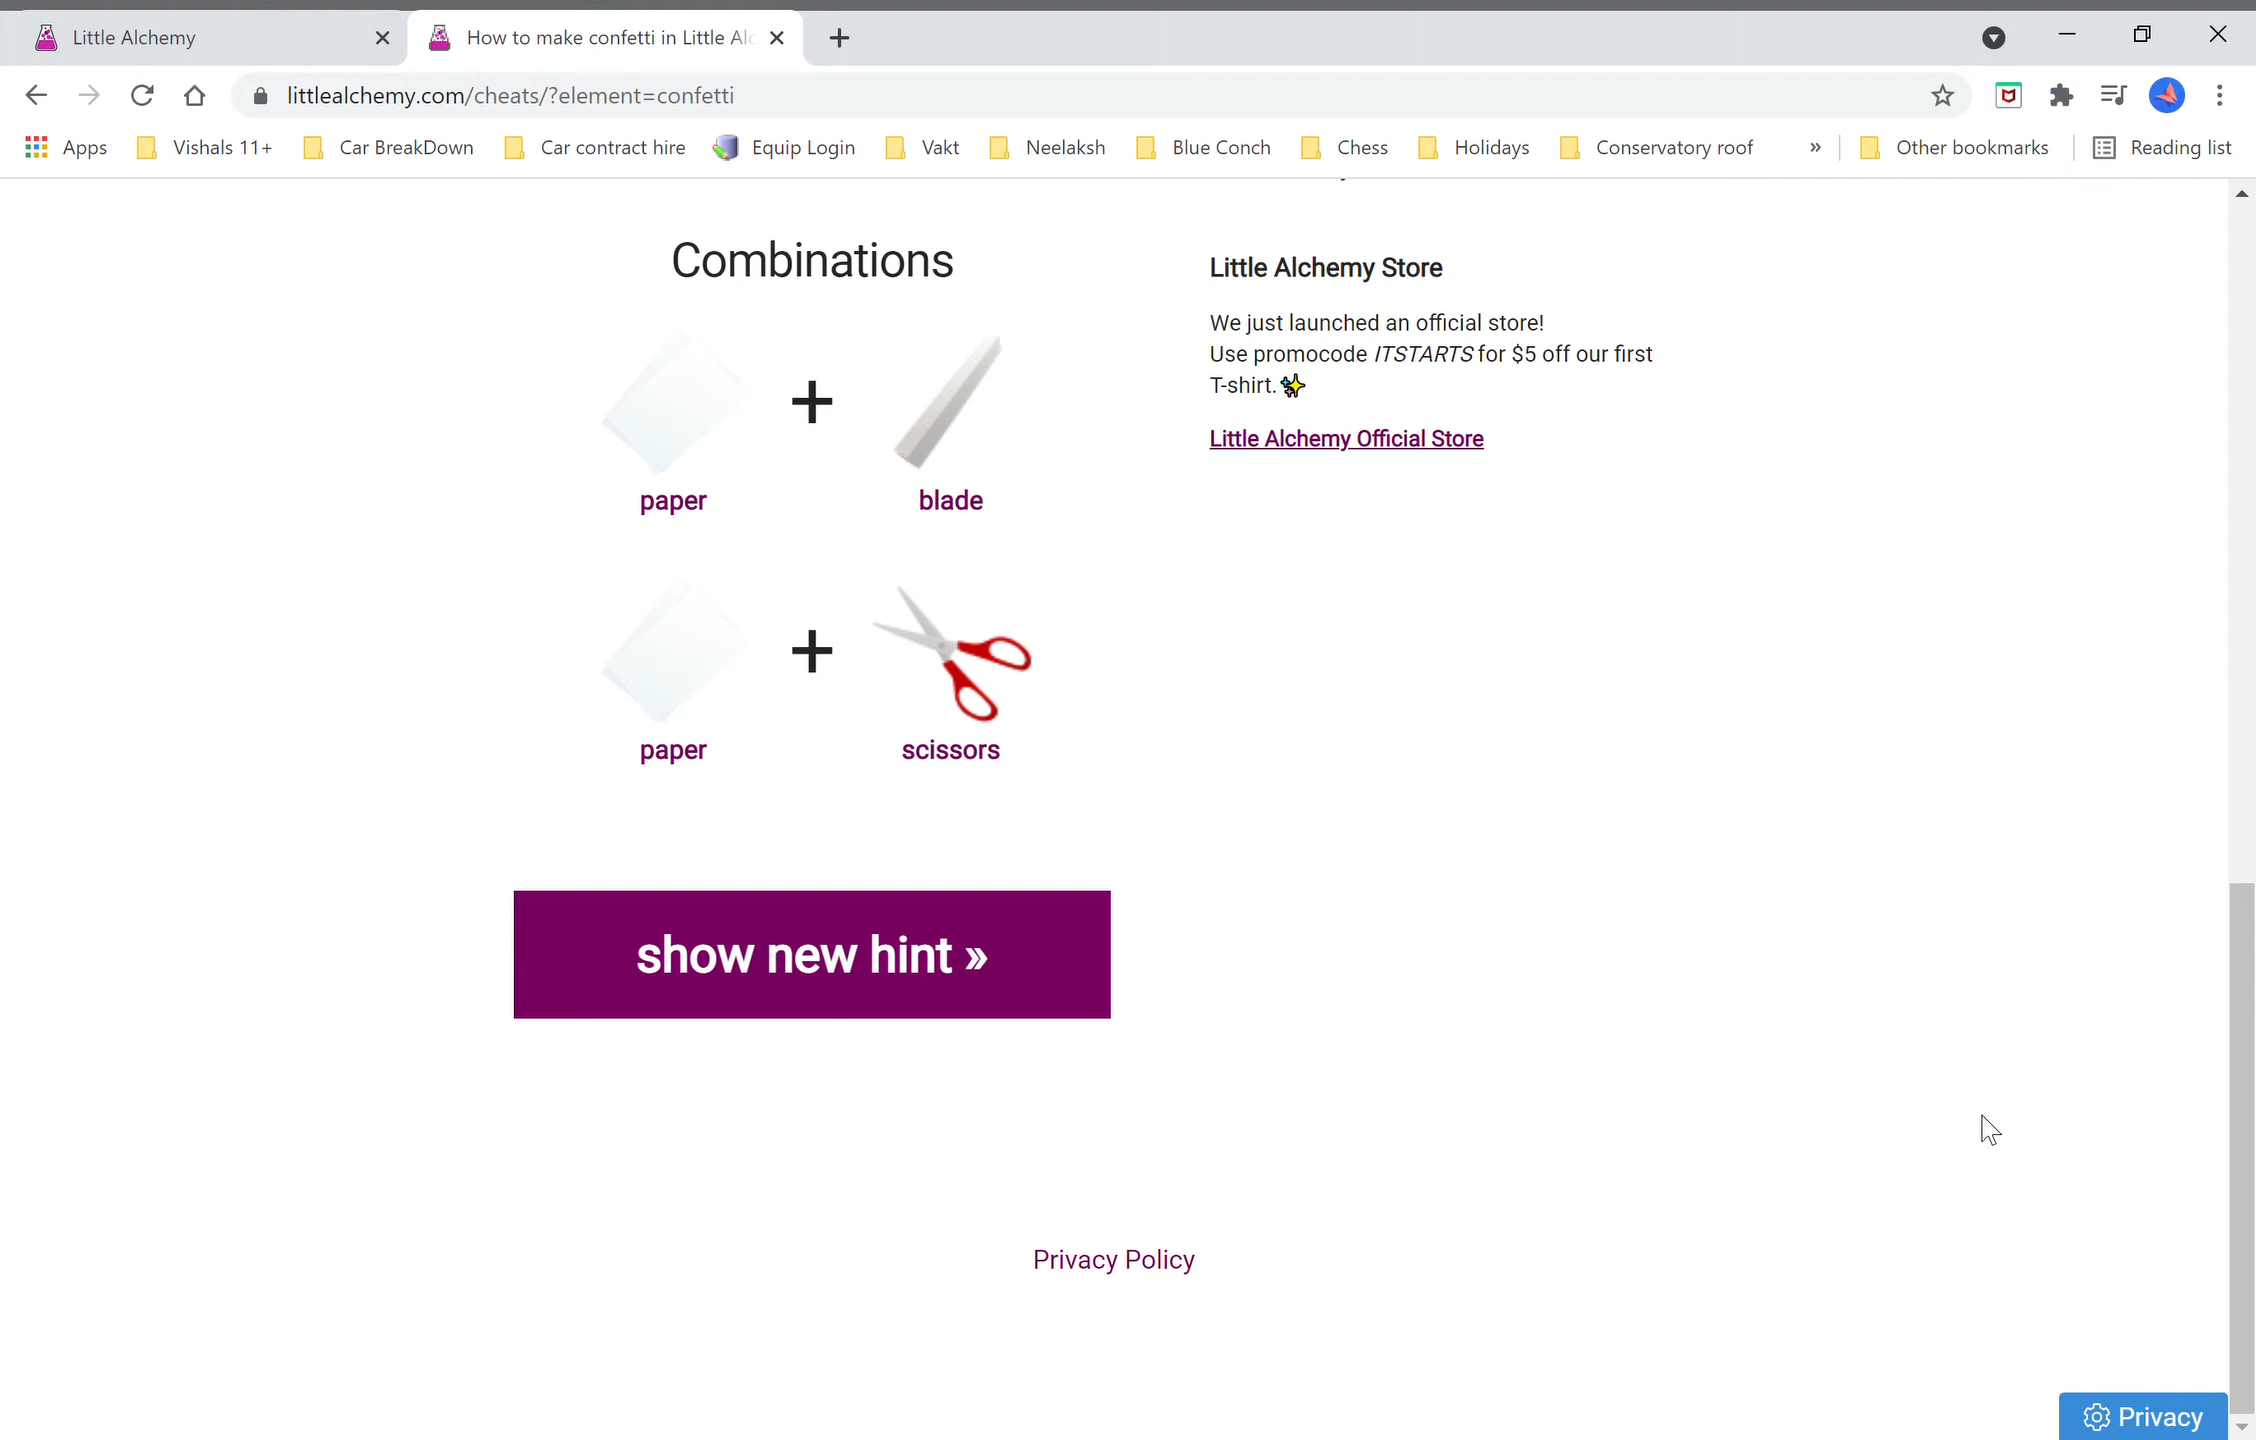 Little Alchemy
How to make confetti in Little Alc
littlealchemy.com/cheats/?element=confetti
Apps Vishals 11+ Car BreakDown Car contract hire Equip Login Vakt Neelaksh Blue Conch Chess Holidays Conservatory roof » Other bookmarks Reading list
Combinations
paper + blade
paper + scissors
show new hint »
Little Alchemy Store
We just launched an official store!
Use promocode ITSTARTS for $5 off our first
T-shirt.
Little Alchemy Official Store
Privacy Policy
Privacy